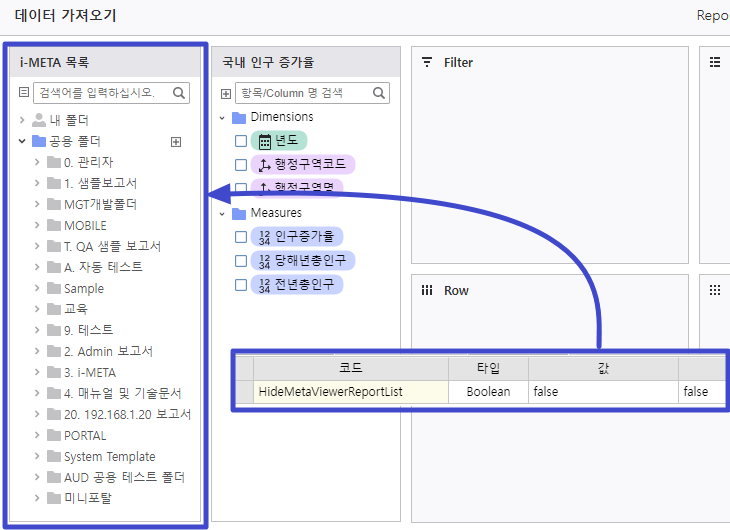 데이터 가져오기
Repo
i-META 목록
검색어를 입력하십시오.
내 폴더
공용 폴더
0. 관리자
1. 샘플보고서
MGT개발폴더
MOBILE
T. QA 샘플 보고서
A. 자동 테스트
Sample
교육
9. 테스트
2. Admin 보고서
3. i-META
4. 매뉴얼 및 기술문서
20. 192.168.1.20 보고서
PORTAL
System Template
AUD 공용 테스트 폴더
미니포탈
국내 인구 증가율
항목/Column 명 검색
Dimensions
년도
행정구역코드
행정구역명
Measures
12 34 인구증가율
12 34 당해년총인구
12 34 전년총인구
Filter
Row
코드 타입 값
HideMetaViewerReportList Boolean false false